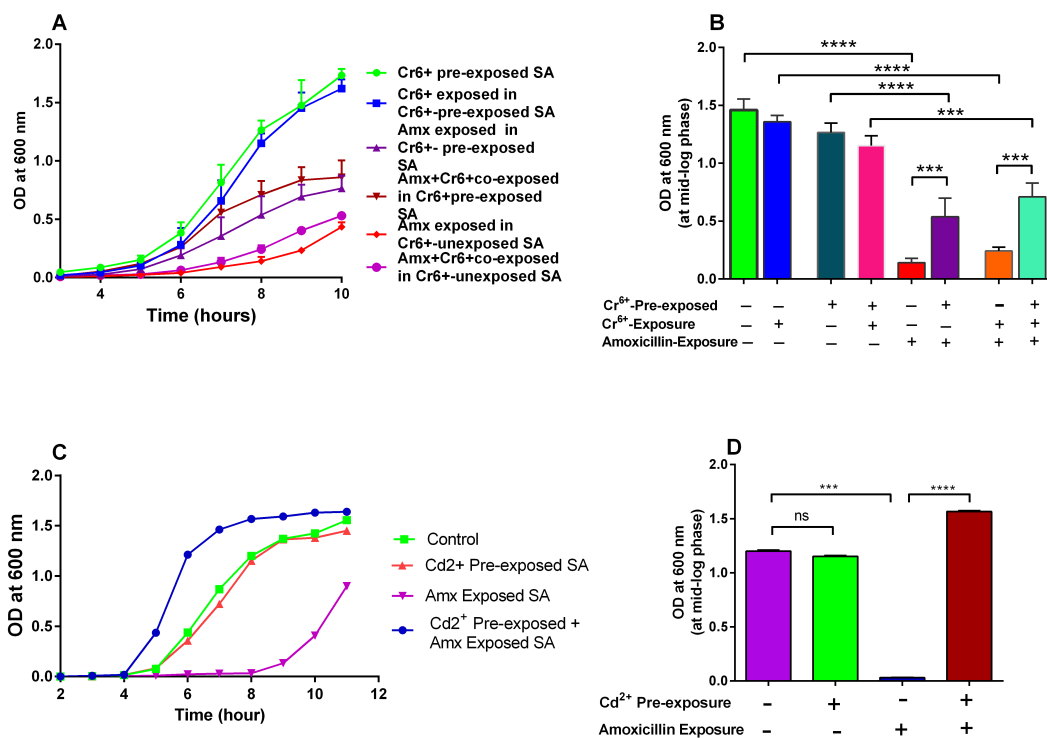 A
OD at 600 nm
2.0
1.5
1.0
0.5
0.0
4
6
8
10
Time (hours)
Cr6+ pre-exposed SA
Cr6+ exposed in
Cr6+-pre-exposed SA
Amx exposed in
Cr6+- pre-exposed
SA
Amx+Cr6+co-exposed
in Cr6+pre-exposed
SA
Amx exposed in
Cr6+-unexposed SA
Amx+Cr6+co-exposed
in Cr6+-unexposed SA
B
OD at 600 nm
(at mid-log phase)
2.0
1.5
1.0
0.5
0.0
****
****
****
***
***
***
Cr⁶⁺-Pre-exposed – – + + – + – +
Cr⁶⁺-Exposure – + – + – – + +
Amoxicillin-Exposure – – – – + + + +
C
OD at 600 nm
2.0
1.5
1.0
0.5
0.0
2
4
6
8
10
12
Time (hour)
Control
Cd2+ Pre-exposed SA
Amx Exposed SA
Cd2⁺ Pre-exposed +
Amx Exposed SA
D
OD at 600 nm
(at mid-log phase)
2.0
1.5
1.0
0.5
0.0
***
****
ns
Cd²⁺ Pre-exposure - + - +
Amoxicillin Exposure - - + +